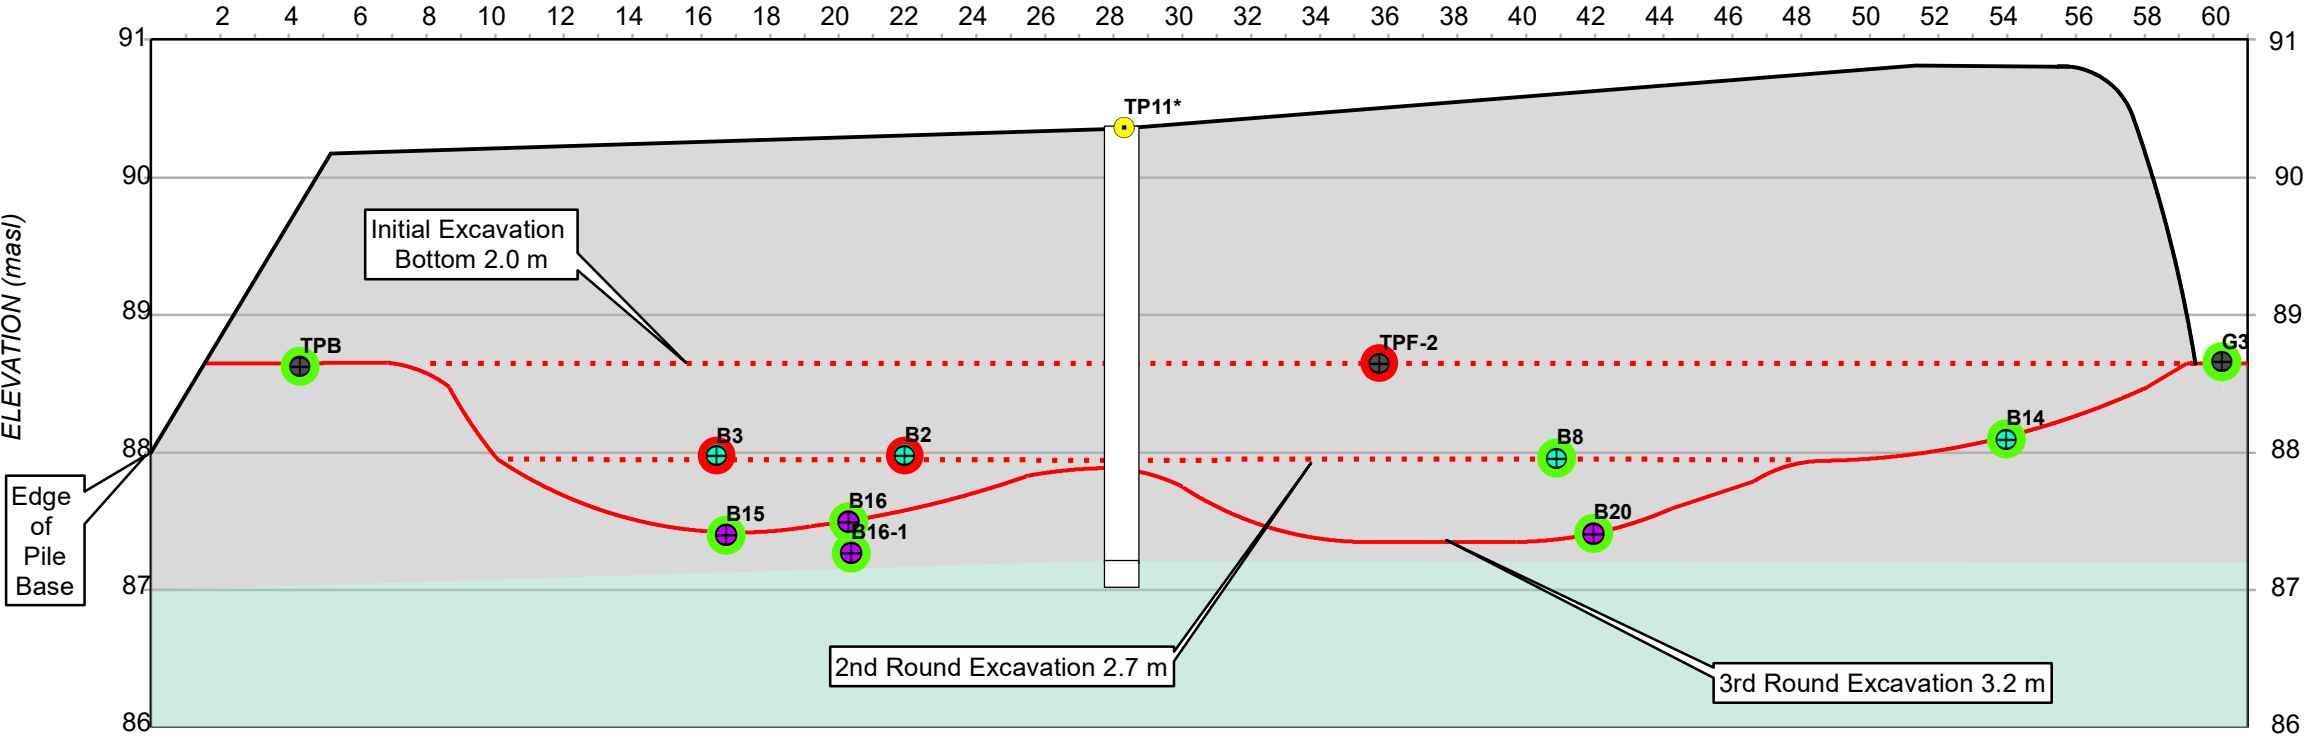 2 4 6 8 10 12 14 16 18 20 22 24 26 28 30 32 34 36 38 40 42 44 46 48 50 52 54 56 58 60
91 91
TP11*
90 90
Initial Excavation
Bottom 2.0 m
ELEVATION (masl)
89 89
TPB TPF-2 G3
B3 B2 B8 B14
88 88
Edge
of
Pile
Base
B15 B16 B20
B16-1
87 87
2nd Round Excavation 2.7 m
3rd Round Excavation 3.2 m
86 86